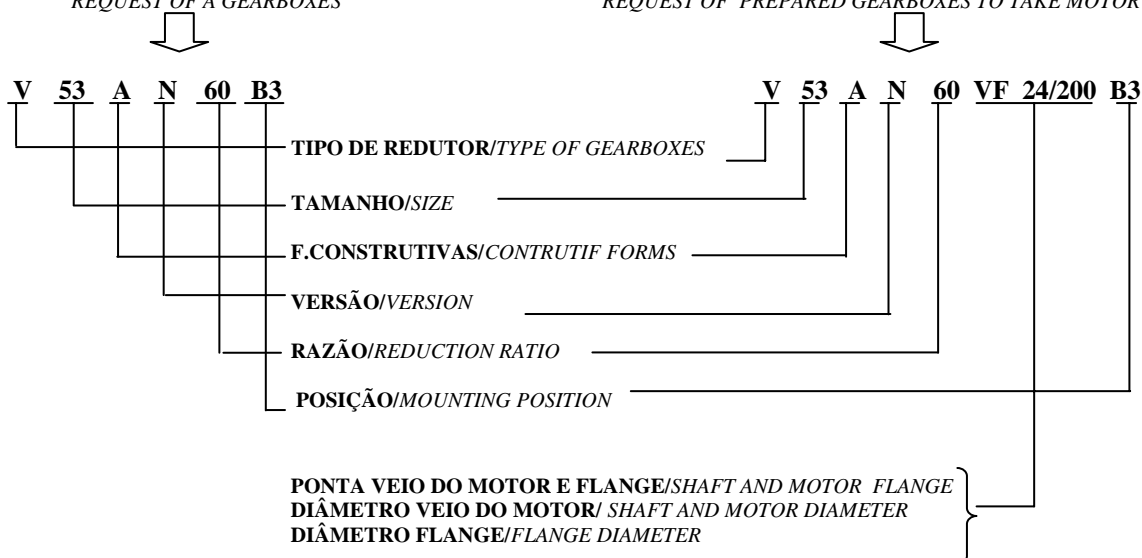 REQUEST OF A GEARBOXES REQUEST OF PREPARED GEARBOXES TO TAKE MOTOR
V 53 A N 60 B3 V 53 A N 60 VF 24/200 B3
TIPO DE REDUTOR/TYPE OF GEARBOXES
TAMANHO/SIZE
F.CONSTRUTIVAS/CONTRUTIF FORMS
VERSÃO/VERSION
RAZÃO/REDUCTION RATIO
POSIÇÃO/MOUNTING POSITION
PONTA VEIO DO MOTOR E FLANGE/SHAFT AND MOTOR FLANGE
DIÂMETRO VEIO DO MOTOR/ SHAFT AND MOTOR DIAMETER
DIÂMETRO FLANGE/FLANGE DIAMETER